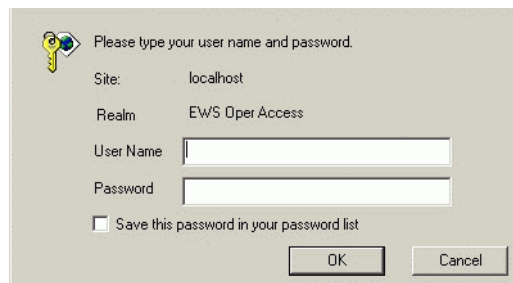 Please type your user name and password.
Site: localhost
Realm EWS Oper Access
User Name
Password
Save this password in your password list
OK Cancel